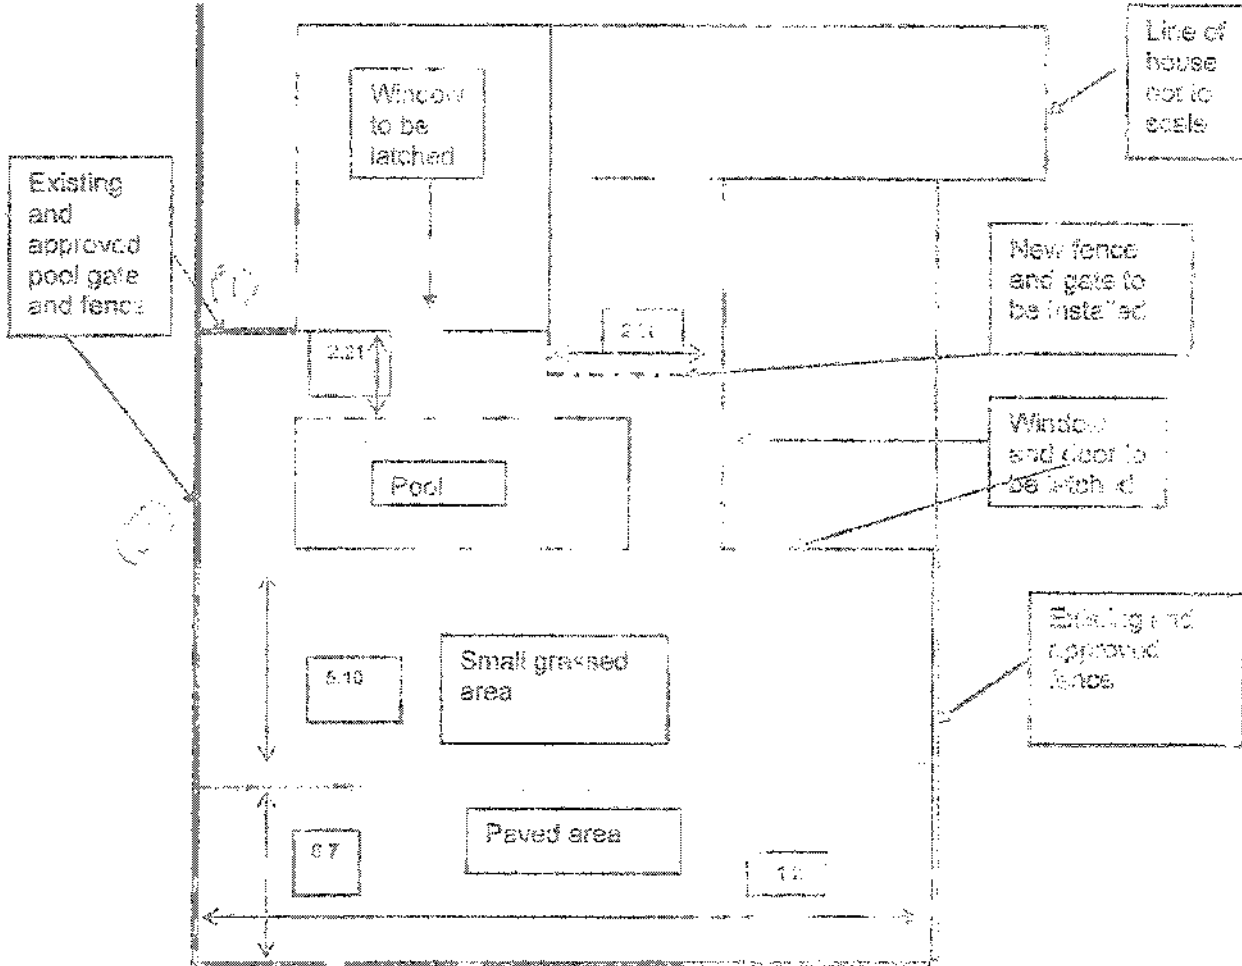 Line of
house
not to
scale
Window
to be
latched
Existing
and
approved
pool gate
and fence
New fence
and gate to
be installed
2.21
Window
and door to
be latched
Pool
Existing and
approved
fence
Small grassed
area
5.10
Paved area